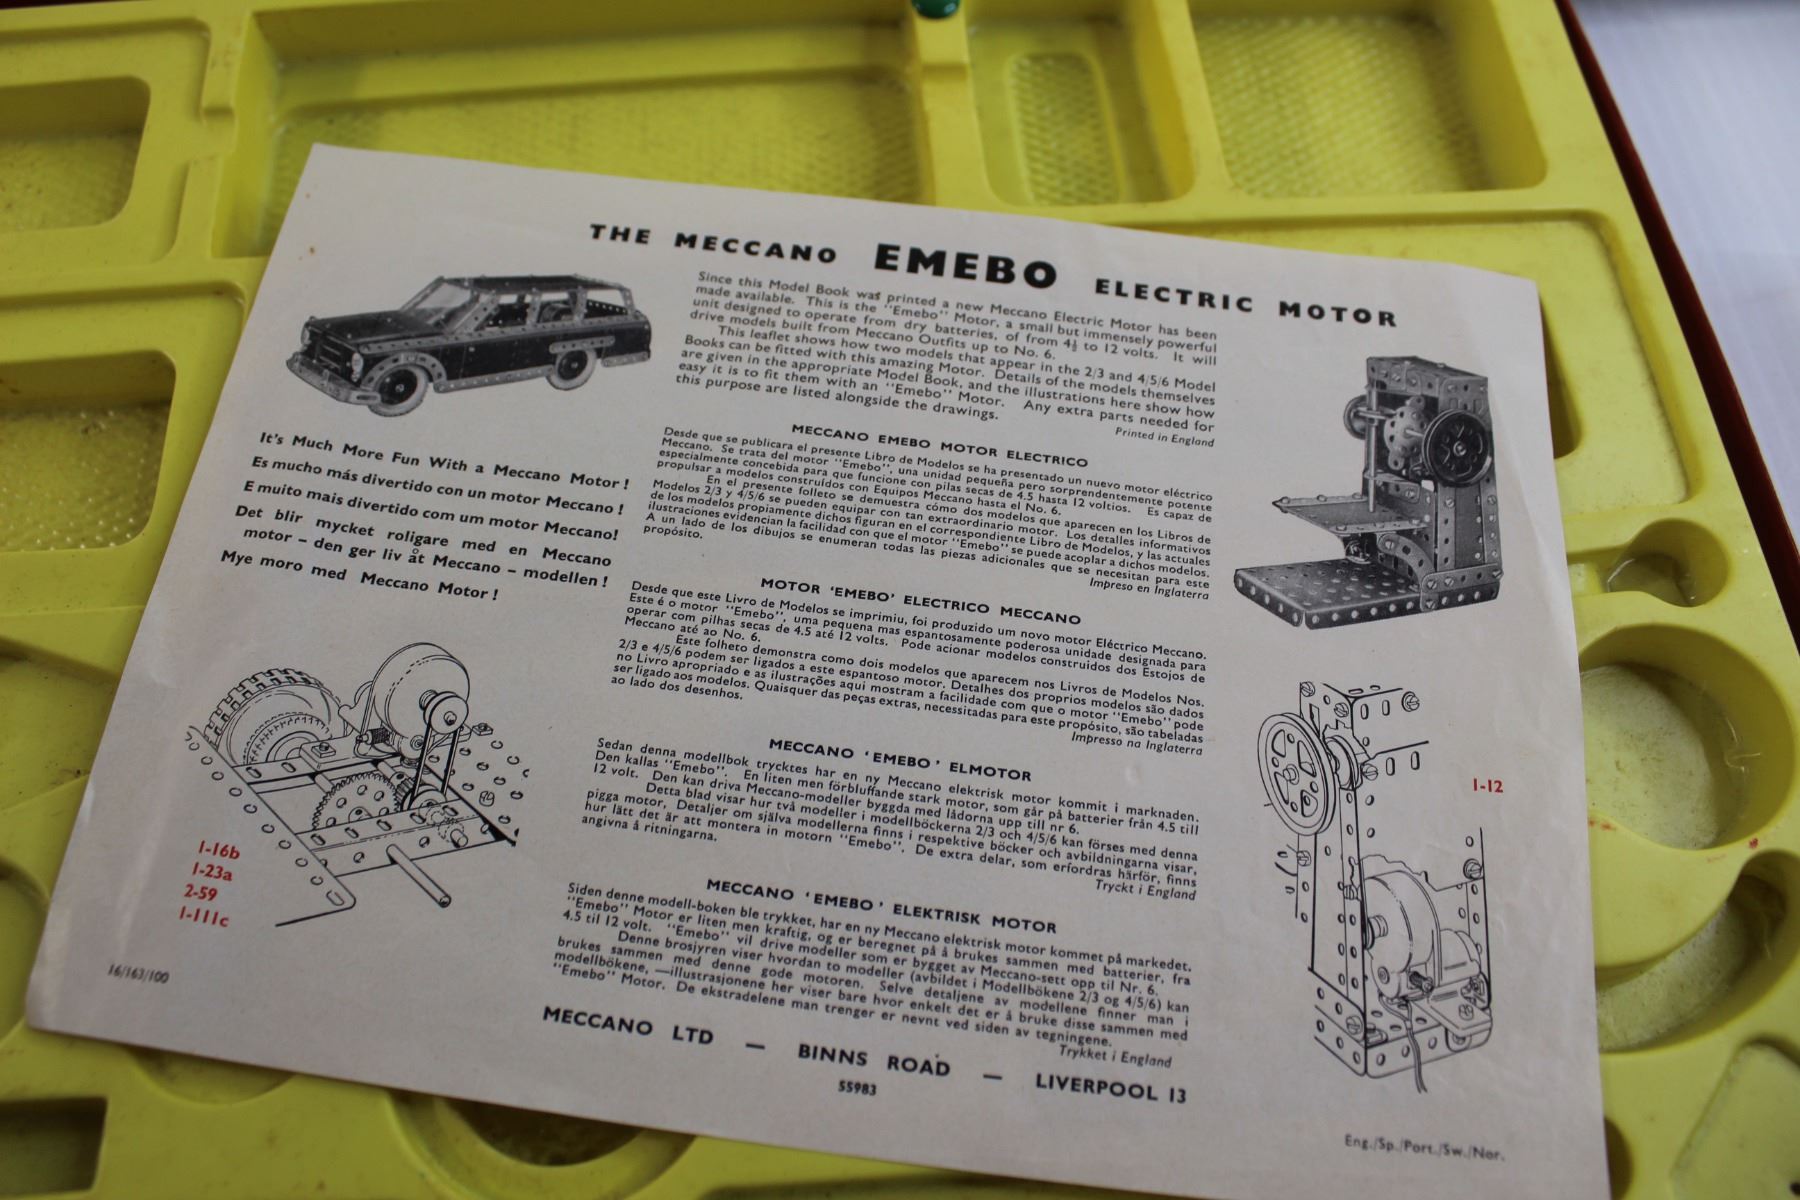 THE MECCANO EMEBO ELECTRIC MOTOR
Since this Model Book was printed a new Meccano Electric Motor has been
made available. This is the "Emebo" Motor, a small but immensely powerful
unit designed to operate from dry batteries, of from 4½ to 12 volts. It will
drive models built from Meccano Outfits up to No. 6.
This leaflet shows how two models that appear in the 2/3 and 4/5/6 Model
Books can be fitted with this amazing Motor. Details of the models themselves
are given in the appropriate Model Book, and the illustrations here show how
easy it is to fit them with an "Emebo" Motor. Any extra parts needed for
this purpose are listed alongside the drawings.
Printed in England
It's Much More Fun With a Meccano Motor !
Es mucho más divertido con un motor Meccano !
E muito mais divertido com um motor Meccano!
Det blir mycket roligare med en Meccano
motor – den ger liv åt Meccano – modellen !
Mye moro med Meccano Motor !
MECCANO EMEBO MOTOR ELECTRICO
Desde que se publicara el presente Libro de Modelos se ha presentado un nuevo motor eléctrico
Meccano. Se trata del motor "Emebo", una unidad pequeña pero sorprendentemente potente
especialmente concebida para que funcione con pilas secas de 4.5 hasta 12 voltios. Es capaz de
propulsar a modelos construídos con Equipos Meccano hasta el No. 6.
En el presente folleto se demuestra cómo dos modelos que aparecen en los Libros de
Modelos 2/3 y 4/5/6 se pueden equipar con tan extraordinario motor. Los detalles informativos
de los modelos propiamente dichos figuran en el correspondiente Libro de Modelos, y las actuales
ilustraciones evidencian la facilidad con que el motor "Emebo" se puede acoplar a dichos modelos.
A un lado de los dibujos se enumeran todas las piezas adicionales que se necesitan para este
propósito.
Impreso en Inglaterra
MOTOR 'EMEBO' ELECTRICO MECCANO
Desde que este Livro de Modelos se imprimiu, foi produzido um novo motor Eléctrico Meccano.
Este é o motor "Emebo", uma pequena mas espantosamente poderosa unidade designada para
operar com pilhas secas de 4.5 até 12 volts. Pode acionar modelos construidos dos Estojos de
Meccano até ao No. 6.
Este folheto demonstra como dois modelos que aparecem nos Livros de Modelos Nos.
2/3 e 4/5/6 podem ser ligados a este espantoso motor. Detalhes dos proprios modelos são dados
no Livro apropriado e as ilustrações aqui mostram a facilidade com que o motor "Emebo" pode
ser ligado aos modelos. Quaisquer das peças extras, necessitadas para este propósito, são tabeladas
ao lado dos desenhos.
Impresso na Inglaterra
MECCANO 'EMEBO' ELMOTOR
Sedan denna modellbok trycktes har en ny Meccano elektrisk motor kommit i marknaden.
Den kallas "Emebo". En liten men förbluffande stark motor, som går på batterier från 4.5 till
12 volt. Den kan driva Meccano-modeller byggda med lådorna upp till nr 6.
Detta blad visar hur två modeller i modellböckerna 2/3 och 4/5/6 kan förses med denna
pigga motor. Detaljer om själva modellerna finns i respektive böcker och avbildningarna visar,
hur lätt det är att montera in motorn "Emebo". De extra delar, som erfordras härför, finns
angivna å ritningarna.
Tryckt i England
MECCANO 'EMEBO' ELEKTRISK MOTOR
Siden denne modell-boken ble trykket, har en ny Meccano elektrisk motor kommet på markedet.
"Emebo" Motor er liten men kraftig, og er beregnet på å brukes sammen med batterier, fra
4.5 til 12 volt. "Emebo" vil drive modeller som er bygget av Meccano-sett opp til Nr. 6.
Denne brosjyren viser hvordan to modeller (avbildet i Modellbökene 2/3 og 4/5/6) kan
brukes sammen med denne gode motoren. Selve detaljene av modellene finner man i
modellbökene, —illustrasjonene her viser bare hvor enkelt det er å bruke disse sammen med
"Emebo" Motor. De ekstradelene man trenger er nevnt ved siden av tegningene.
Trykket i England
1-16b
1-23a
2-59
1-111c
1-12
16/163/100
MECCANO LTD — BINNS ROAD — LIVERPOOL 13
55983
Eng./Sp./Port./Sw./Nor.